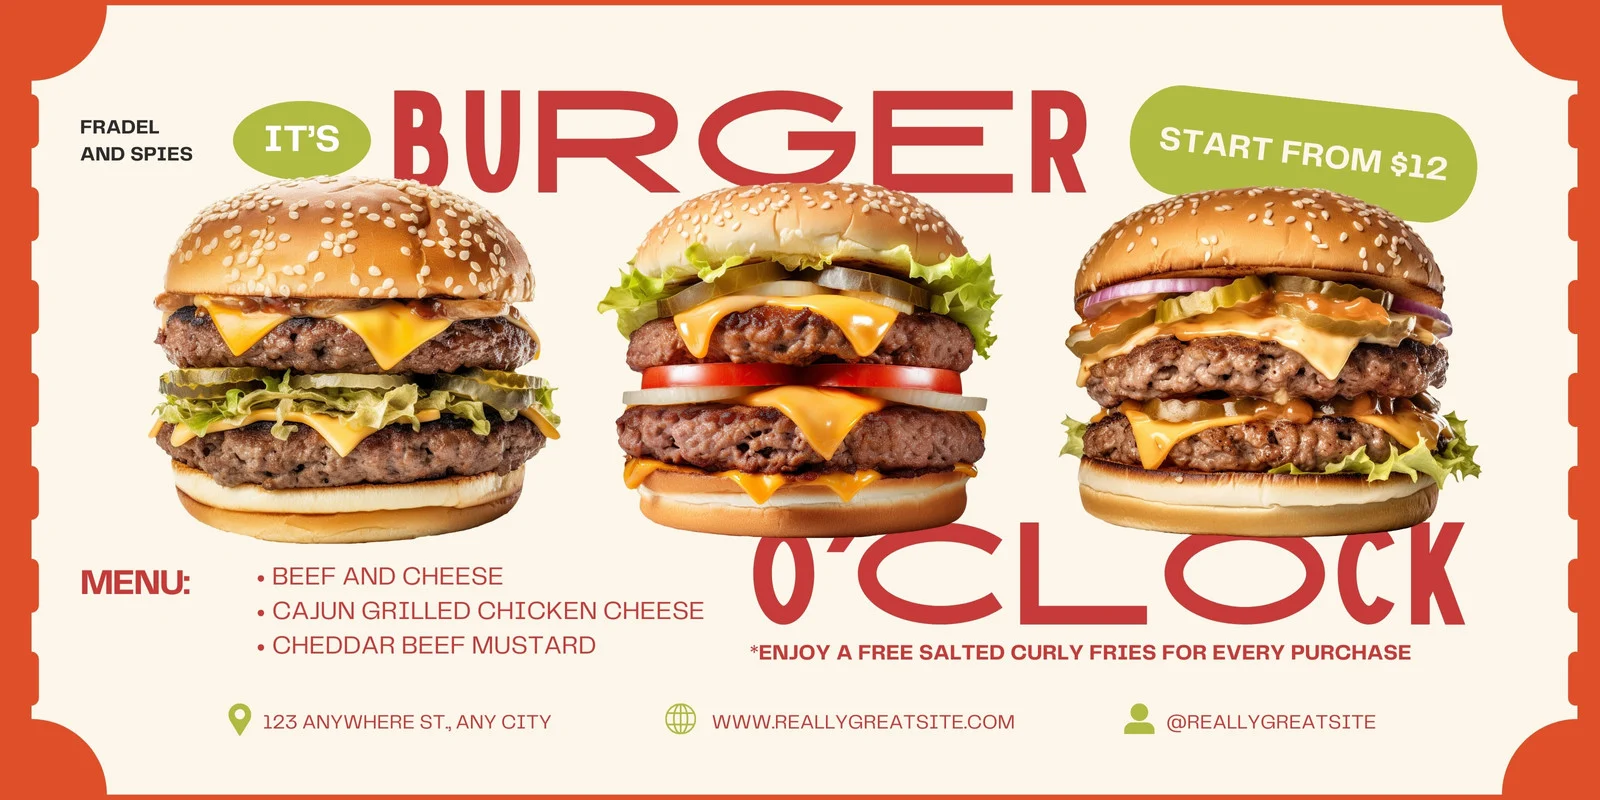 FRADEL
AND SPIES
IT'S
BURGER
START FROM $12
O'CLOCK
MENU:
• BEEF AND CHEESE
• CAJUN GRILLED CHICKEN CHEESE
• CHEDDAR BEEF MUSTARD
*ENJOY A FREE SALTED CURLY FRIES FOR EVERY PURCHASE
123 ANYWHERE ST., ANY CITY
WWW.REALLYGREATSITE.COM
@REALLYGREATSITE